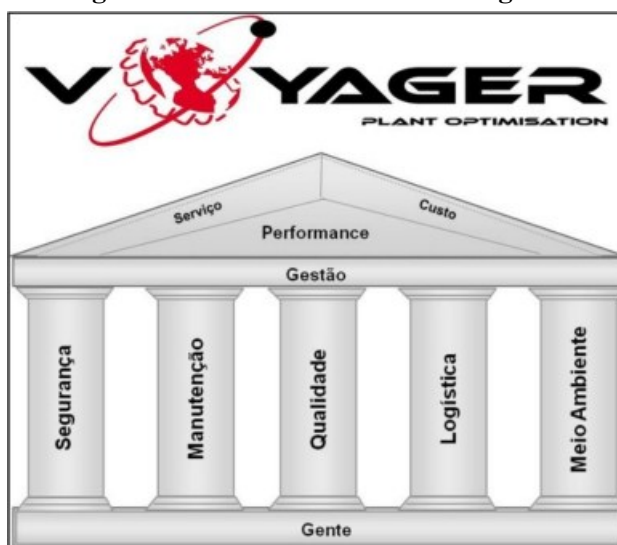 VOYAGER
PLANT OPTIMISATION
Serviço
Custo
Performance
Gestão
Segurança
Manutenção
Qualidade
Logística
Meio Ambiente
Gente